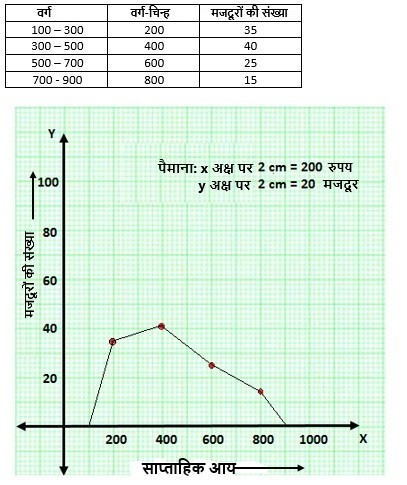 वर्ग वर्ग-चिन्ह मजदूरों की संख्या
100 – 300 200 35
300 – 500 400 40
500 – 700 600 25
700 - 900 800 15
Y
पैमाना: x अक्ष पर 2 cm = 200 रुपय
y अक्ष पर 2 cm = 20 मजदूर
100
80
60
40
20
मजदूरों की संख्या
200 400 600 800 1000 X
साप्ताहिक आय